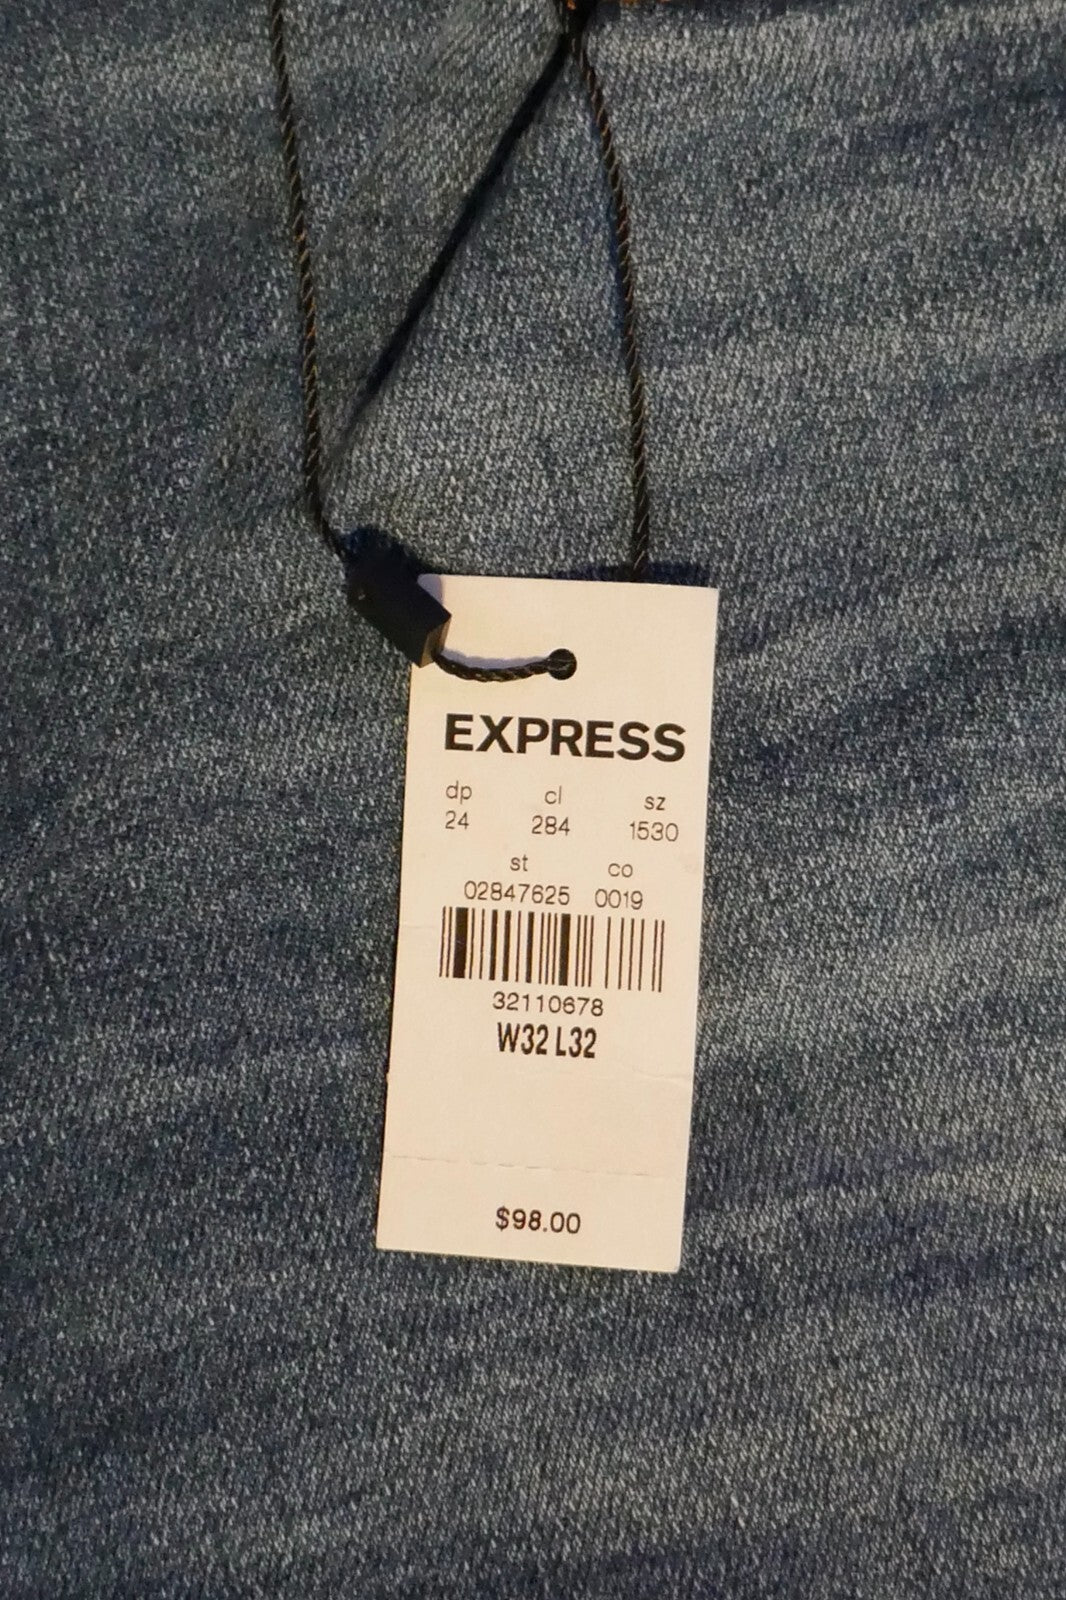 EXPRESS
dp cl sz
24 284 1530
st co
02847625 0019
32110678
W32 L32
$98.00